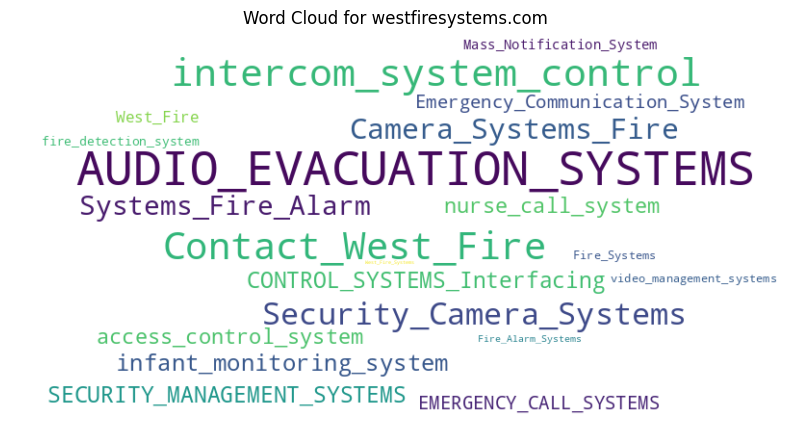 Word Cloud for westfiresystems.com
Mass_Notification_System
intercom_system_control
Emergency_Communication_System
West_Fire
Camera_Systems_Fire
fire_detection_system
AUDIO_EVACUATION_SYSTEMS
Systems_Fire_Alarm
nurse_call_system
Contact_West_Fire
Fire_Systems
CONTROL_SYSTEMS_Interfacing
video_management_systems
Security_Camera_Systems
access_control_system
Fire_Alarm_Systems
infant_monitoring_system
SECURITY_MANAGEMENT_SYSTEMS
EMERGENCY_CALL_SYSTEMS